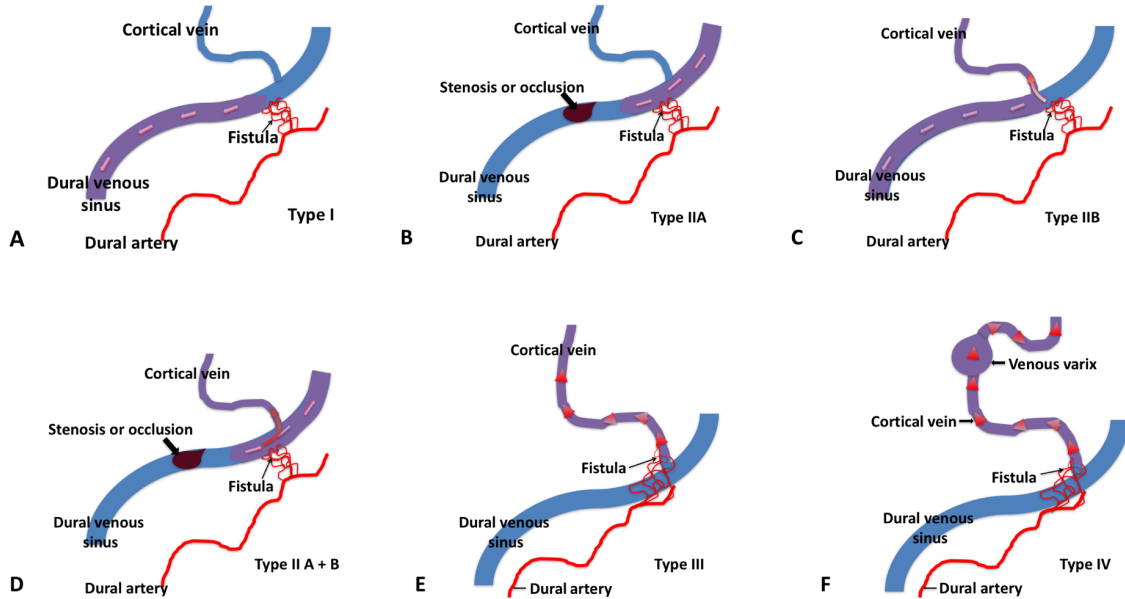 Cortical vein
Fistula
Dural venous
sinus
Type I
Dural artery
A
Cortical vein
Stenosis or occlusion
Fistula
Dural venous
sinus
Type IIA
Dural artery
B
Cortical vein
Fistula
Dural venous
sinus
Type IIB
Dural artery
C
Cortical vein
Stenosis or occlusion
Fistula
Dural venous
sinus
Type II A + B
Dural artery
D
Cortical vein
Fistula
Dural venous
sinus
Type III
Dural artery
E
Venous varix
Cortical vein
Fistula
Dural venous
sinus
Type IV
Dural artery
F